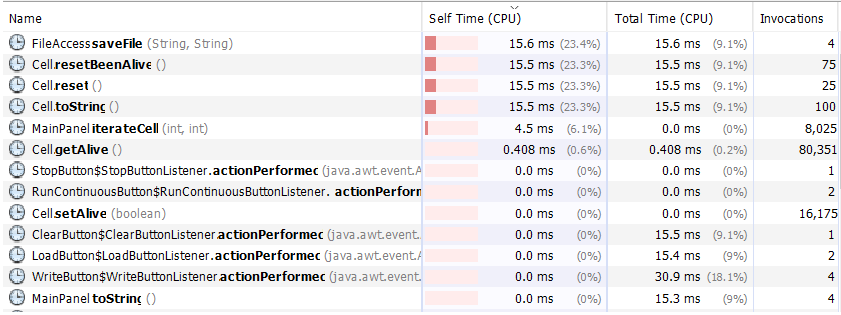 Name Self Time (CPU) Total Time (CPU) Invocations
FileAccess.saveFile (String, String) 15.6 ms (23.4%) 15.6 ms (9.1%) 4
Cell.resetBeenAlive () 15.5 ms (23.3%) 15.5 ms (9.1%) 75
Cell.reset () 15.5 ms (23.3%) 15.5 ms (9.1%) 25
Cell.toString () 15.5 ms (23.3%) 15.5 ms (9.1%) 100
MainPanel.iterateCell (int, int) 4.5 ms (6.1%) 0.0 ms (0%) 8,025
Cell.getAlive () 0.408 ms (0.6%) 0.408 ms (0.2%) 80,351
StopButton$StopButtonListener.actionPerformed (java.awt.event.A 0.0 ms (0%) 0.0 ms (0%) 1
RunContinuousButton$RunContinuousButtonListener. actionPerforn 0.0 ms (0%) 0.0 ms (0%) 2
Cell.setAlive (boolean) 0.0 ms (0%) 0.0 ms (0%) 16,175
ClearButton$ClearButtonListener.actionPerformed (java.awt.event. 0.0 ms (0%) 15.5 ms (9.1%) 1
LoadButton$LoadButtonListener.actionPerformed (java.awt.event.A 0.0 ms (0%) 15.4 ms (9%) 2
WriteButton$WriteButtonListener.actionPerformed (java.awt.event. 0.0 ms (0%) 30.9 ms (18.1%) 4
MainPanel.toString () 0.0 ms (0%) 15.3 ms (9%) 4